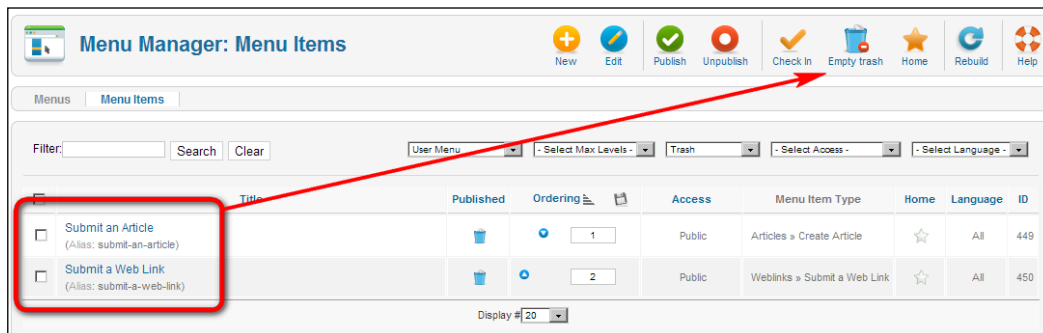 Menu Manager: Menu Items
New Edit Publish Unpublish Check In Empty trash Home Rebuild Help
Menus Menu Items
Filter: Search Clear User Menu - Select Max Levels - Trash - Select Access - - Select Language -
Title Published Ordering Access Menu Item Type Home Language ID
Submit an Article
(Alias: submit-an-article)
1 Public Articles » Create Article All 449
Submit a Web Link
(Alias: submit-a-web-link)
2 Public Weblinks » Submit a Web Link All 450
Display # 20